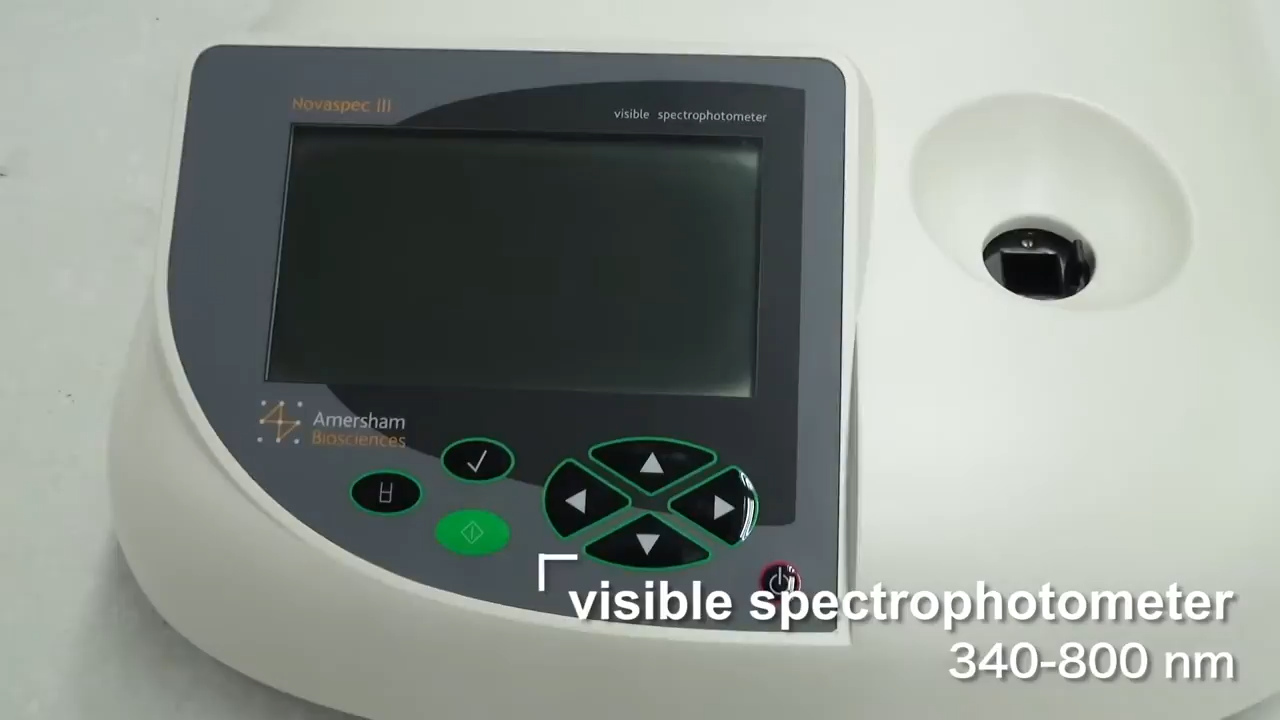 Novaspec III
visible spectrophotometer
Amersham
Biosciences
visible spectrophotometer
340-800 nm